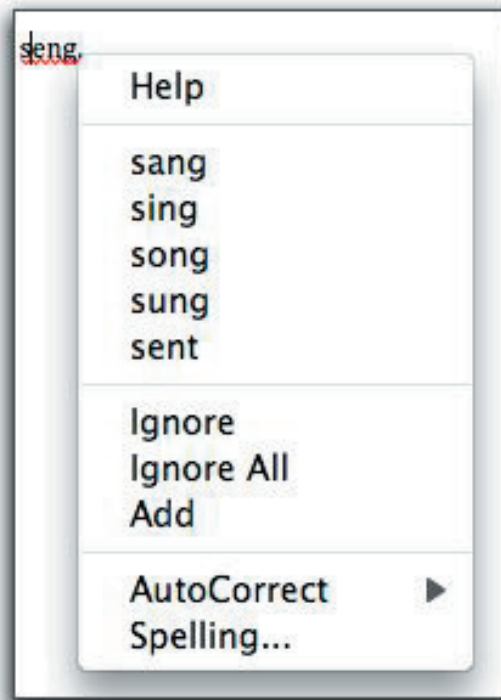 seng.
Help
sang
sing
song
sung
sent
Ignore
Ignore All
Add
AutoCorrect
Spelling...